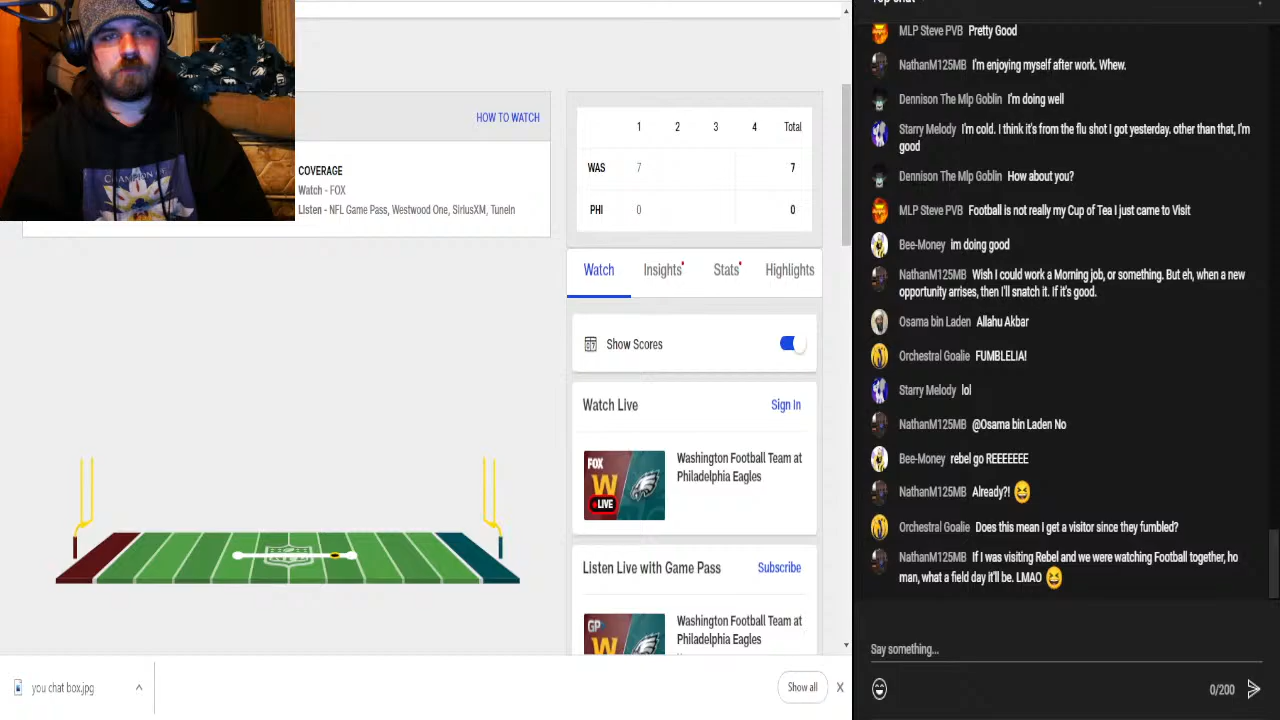 HOW TO WATCH
COVERAGE
Watch - FOX
Listen - NFL Game Pass, Westwood One, SiriusXM, TuneIn
1 2 3 4 Total
WAS 7 7
PHI 0 0
Watch Insights Stats Highlights
Show Scores
Watch Live Sign In
FOX
W
LIVE
Washington Football Team at
Philadelphia Eagles
NFL
Listen Live with Game Pass Subscribe
GP
W
Washington Football Team at
Philadelphia Eagles
you chat box.jpg
Show all X
MLP Steve PVB Pretty Good
NathanM125MB I'm enjoying myself after work. Whew.
Dennison The Mlp Goblin I'm doing well
Starry Melody I'm cold. I think it's from the flu shot I got yesterday. other than that, I'm
good
Dennison The Mlp Goblin How about you?
MLP Steve PVB Football is not really my Cup of Tea I just came to Visit
Bee-Money im doing good
NathanM125MB Wish I could work a Morning job, or something. But eh, when a new
opportunity arrises, then I'll snatch it. If it's good.
Osama bin Laden Allahu Akbar
Orchestral Goalie FUMBLELIA!
Starry Melody lol
NathanM125MB @Osama bin Laden No
Bee-Money rebel go REEEEEEE
NathanM125MB Already?! 😆
Orchestral Goalie Does this mean I get a visitor since they fumbled?
NathanM125MB If I was visiting Rebel and we were watching Football together, ho
man, what a field day it'll be. LMAO 😆
Say something...
0/200